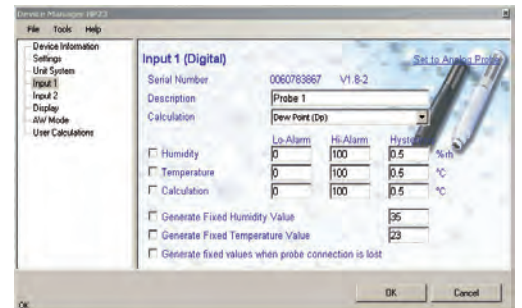 Device Manager HP23
File Tools Help
Device Information
Settings
Unit System
Input 1
Input 2
Display
AW Mode
User Calculations
Input 1 (Digital)
Set to Analog Probe
Serial Number 0060783867 V1.8-2
Description Probe 1
Calculation Dew Point (Dp)
Lo-Alarm Hi-Alarm
Humidity 0 100 0.5 %rh
Temperature 0 100 0.5 °C
Calculation 0 100 0.5 °C
Generate Fixed Humidity Value 35
Generate Fixed Temperature Value 23
Generate fixed values when probe connection is lost
OK Cancel
OK